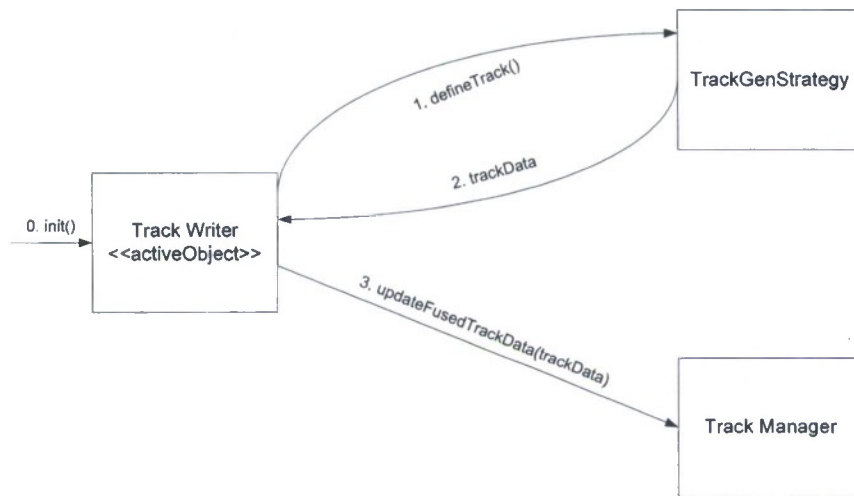 TrackGenStrategy
1. defineTrack()
2. trackData
0. init()
Track Writer
<<activeObject>>
3. updateFusedTrackData(trackData)
Track Manager